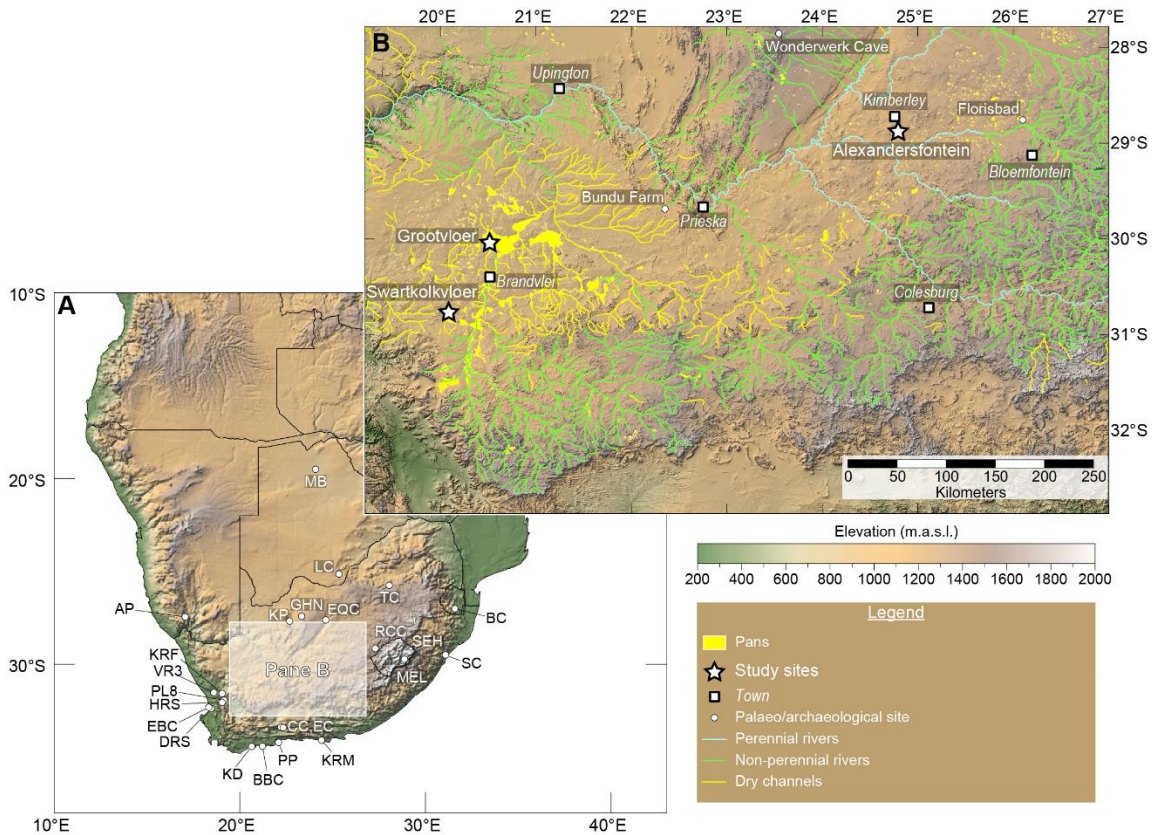 20°E 21°E 22°E 23°E 24°E 25°E 26°E 27°E
B
Wonderwerk Cave
28°S
Upington
Kimberley
Florisbad
Alexandersfontein
29°S
Bloemfontein
Bundu Farm
Prieska
Grootvloer
30°S
Brandvlei
Swartkolkvloer
Colesburg
31°S
32°S
0 50 100 150 200 250
Kilometers
10°S
A
MB
20°S
LC
TC
AP
KP
GHN
EQC
BC
RCC
SEH
Pane B
MEL
SC
30°S
KRF
VR3
PL8
HRS
EBC
DRS
CC
EC
KD
BBC
PP
KRM
10°E 20°E 30°E 40°E
Elevation (m.a.s.l.)
200 400 600 800 1000 1200 1400 1600 1800 2000
Legend
Pans
Study sites
Town
Palaeo/archaeological site
Perennial rivers
Non-perennial rivers
Dry channels